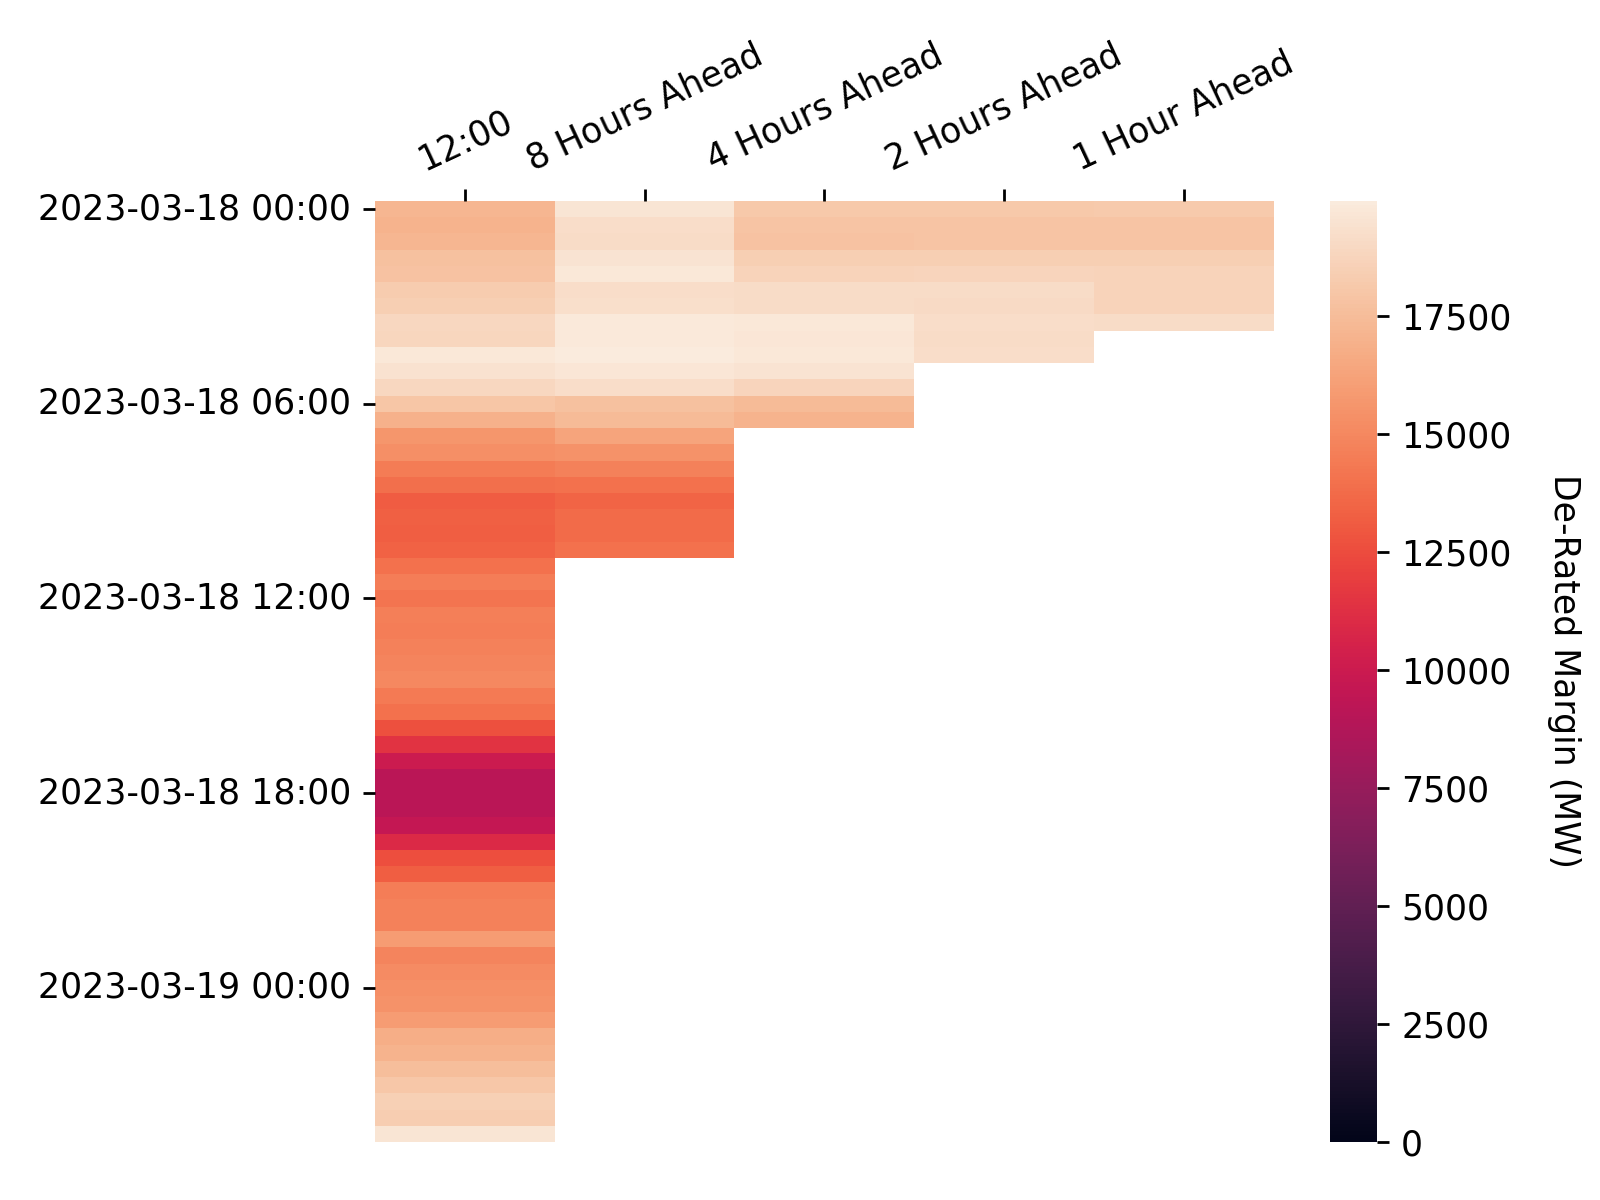 12:00
8 Hours Ahead
4 Hours Ahead
2 Hours Ahead
1 Hour Ahead
2023-03-18 00:00
2023-03-18 06:00
2023-03-18 12:00
2023-03-18 18:00
2023-03-19 00:00
17500
15000
12500
10000
7500
5000
2500
0
De-Rated Margin (MW)